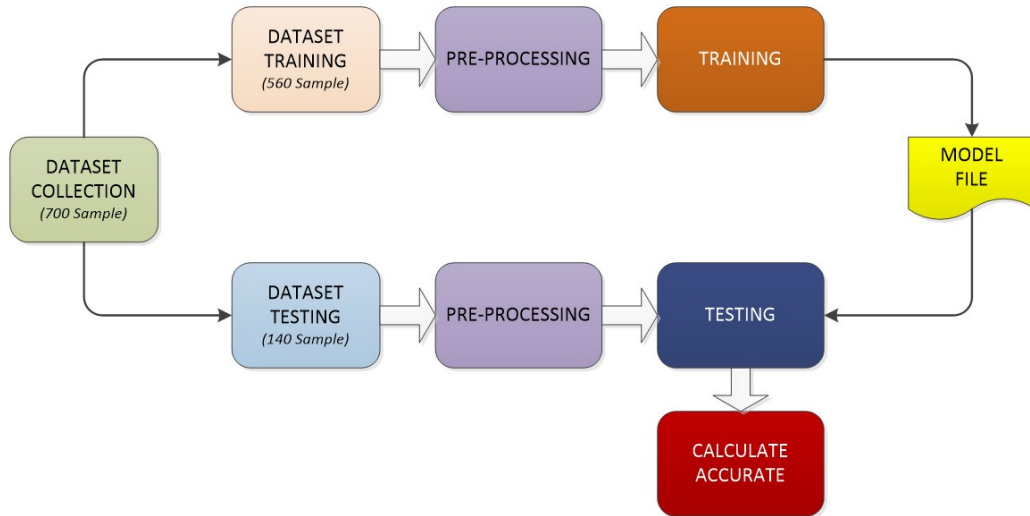 DATASET
TRAINING
(560 Sample)
PRE-PROCESSING
TRAINING
DATASET
COLLECTION
(700 Sample)
MODEL
FILE
DATASET
TESTING
(140 Sample)
PRE-PROCESSING
TESTING
CALCULATE
ACCURATE